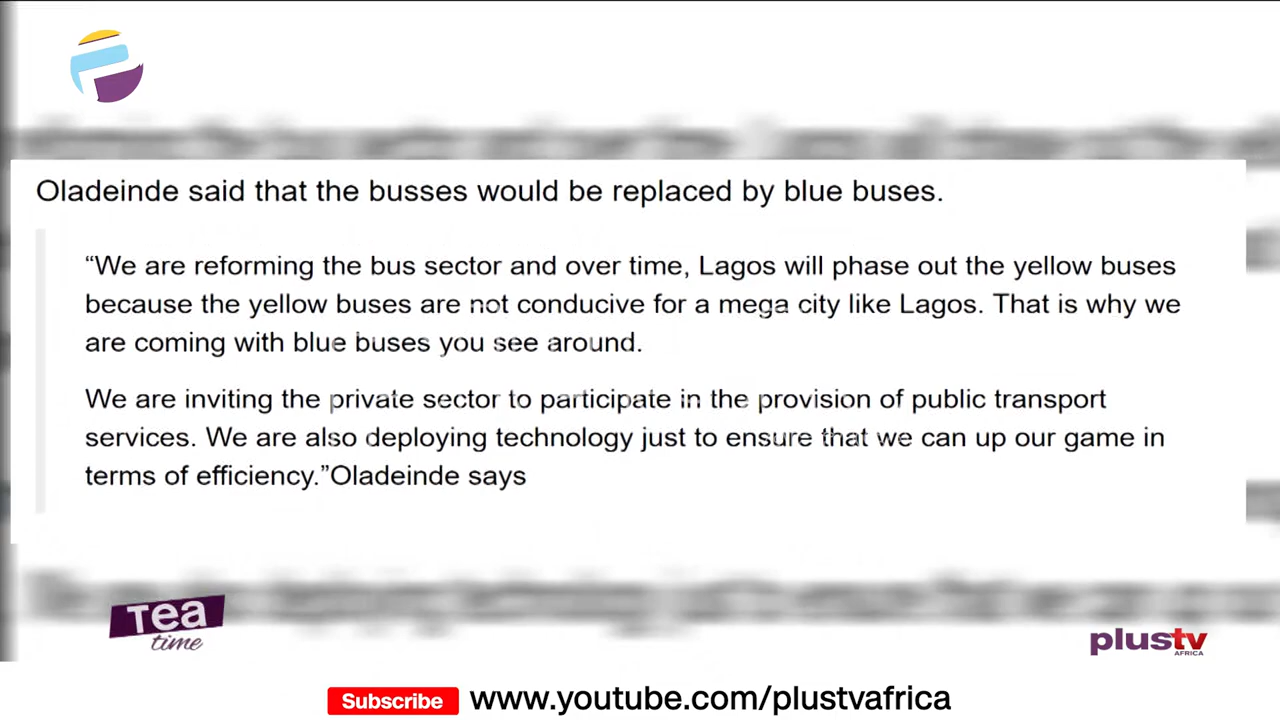 Oladeinde said that the busses would be replaced by blue buses.
“We are reforming the bus sector and over time, Lagos will phase out the yellow buses
because the yellow buses are not conducive for a mega city like Lagos. That is why we
are coming with blue buses you see around.
We are inviting the private sector to participate in the provision of public transport
services. We are also deploying technology just to ensure that we can up our game in
terms of efficiency.”Oladeinde says
Tea
time
plustv
AFRICA
Subscribe www.youtube.com/plustvafrica